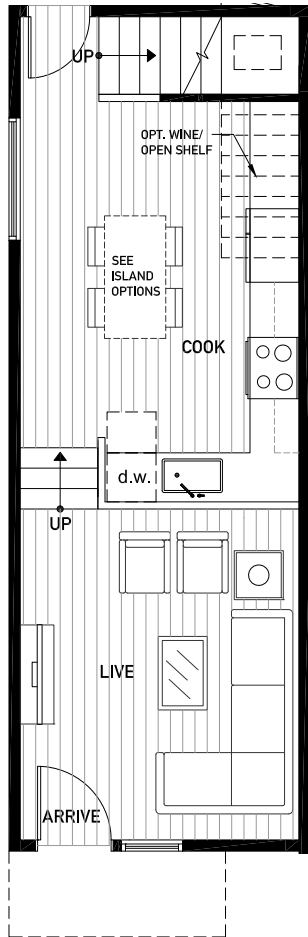 UP
OPT. WINE/
OPEN SHELF
SEE
ISLAND
OPTIONS
COOK
d.w.
UP
LIVE
ARRIVE